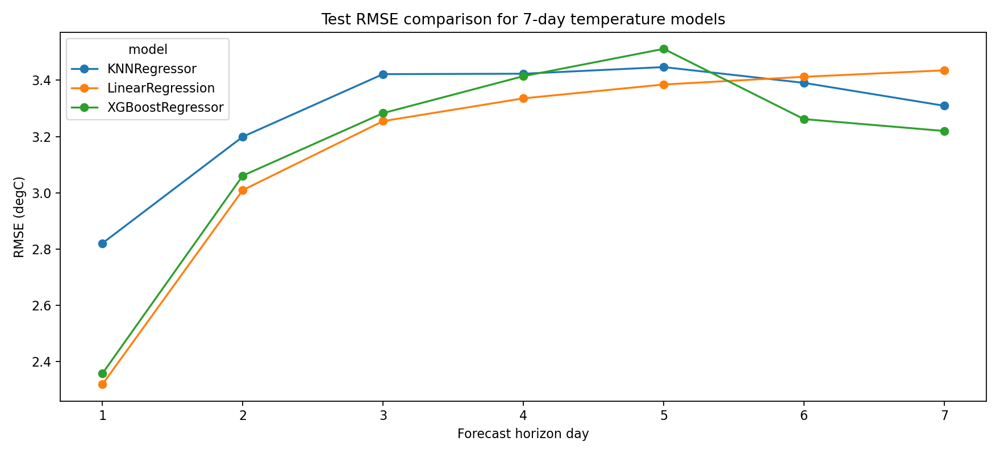 Test RMSE comparison for 7-day temperature models
model
KNNRegressor
LinearRegression
XGBoostRegressor
RMSE (degC)
3.4
3.2
3.0
2.8
2.6
2.4
1 2 3 4 5 6 7
Forecast horizon day